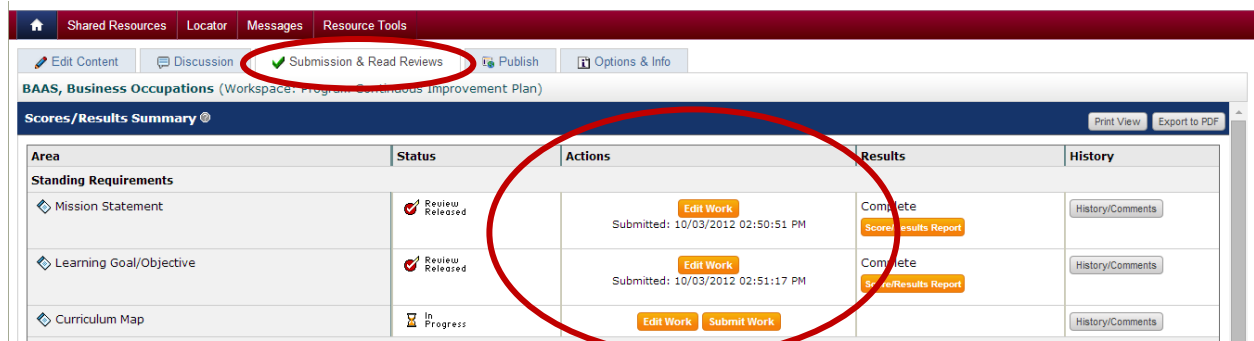 Shared Resources Locator Messages Resource Tools
Edit Content Discussion Submission & Read Reviews Publish Options & Info
BAAS, Business Occupations (Workspace: Program Continuous Improvement Plan)
Scores/Results Summary Print View Export to PDF
Area Status Actions Results History
Standing Requirements
Mission Statement Review Released Edit Work Complete History/Comments
Submitted: 10/03/2012 02:50:51 PM Score/Results Report
Learning Goal/Objective Review Released Edit Work Complete History/Comments
Submitted: 10/03/2012 02:51:17 PM Score/Results Report
Curriculum Map In Progress Edit Work Submit Work History/Comments